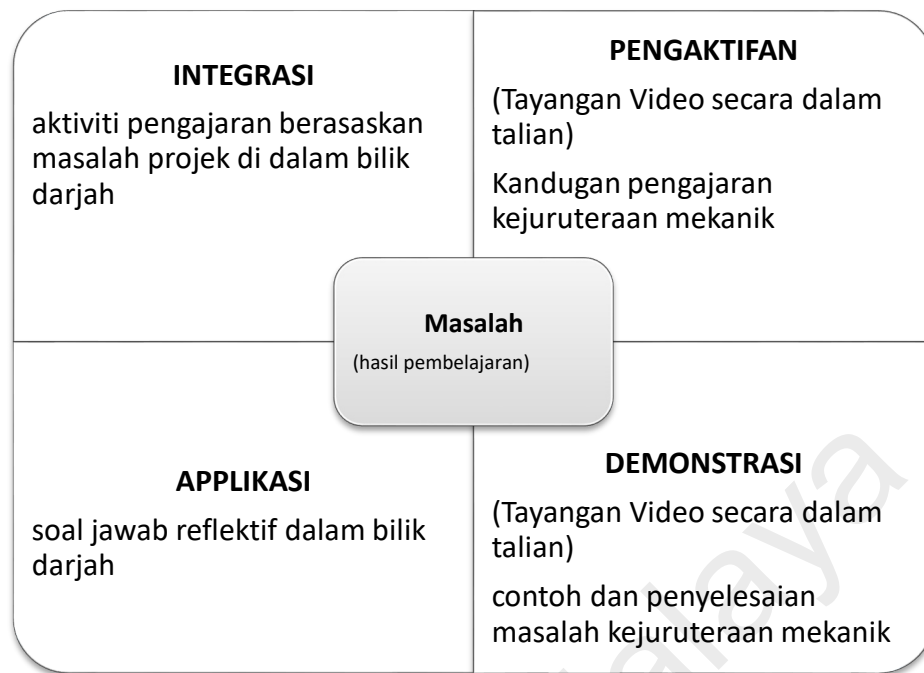 INTEGRASI
aktiviti pengajaran berasaskan
masalah projek di dalam bilik
darjah
PENGAKTIFAN
(Tayangan Video secara dalam
talian)
Kandugan pengajaran
kejuruteraan mekanik
Masalah
(hasil pembelajaran)
APPLIKASI
soal jawab reflektif dalam bilik
darjah
DEMONSTRASI
(Tayangan Video secara dalam
talian)
contoh dan penyelesaian
masalah kejuruteraan mekanik